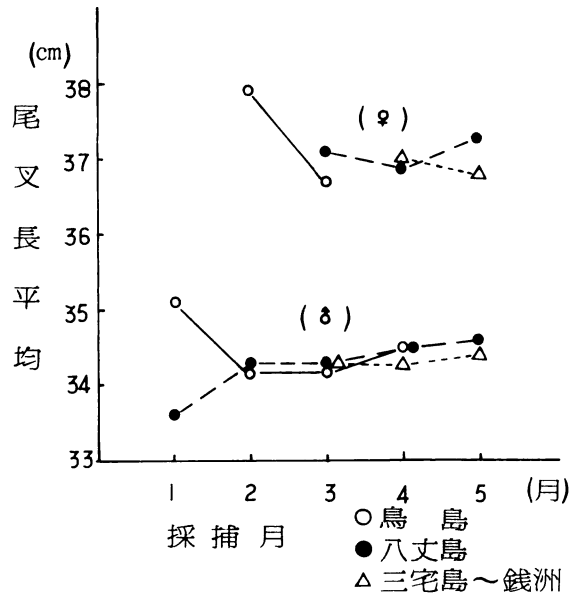 (cm)
尾叉長平均
38
37
36
35
34
33
(♀)
(♂)
1 2 3 4 5 (月)
採捕月
○ 鳥島
● 八丈島
△ 三宅島～銭洲